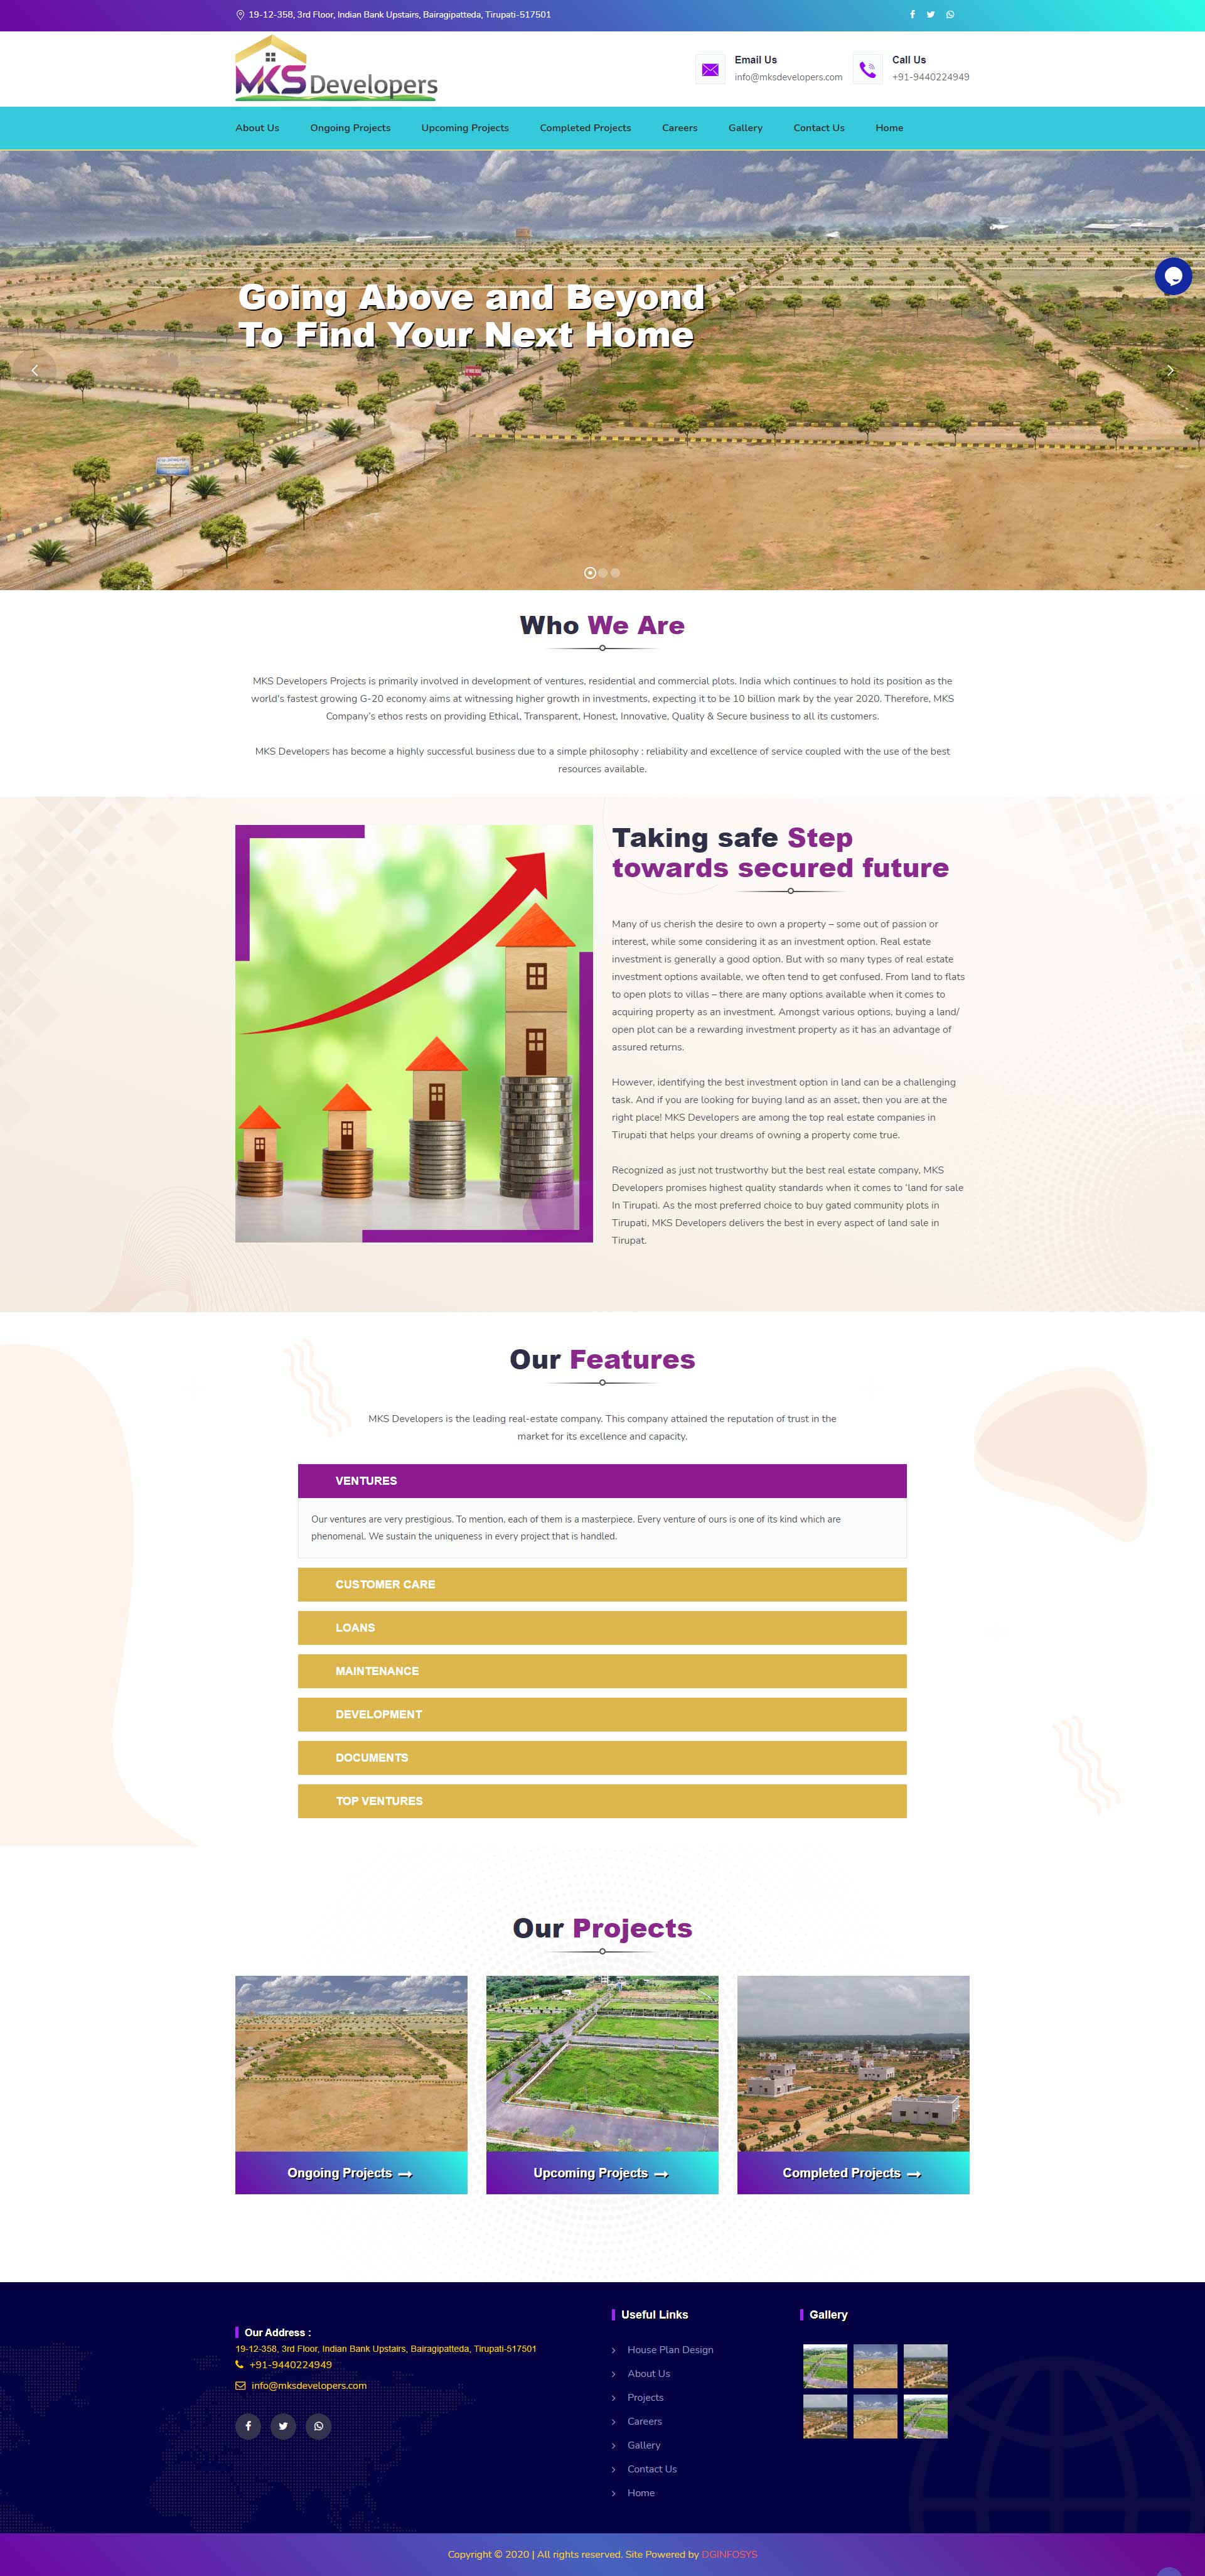 19-12-358, 3rd Floor, Indian Bank Upstairs, Bairagipatteda, Tirupati-517501
MKS Developers
Email Us
info@mksdevelopers.com
Call Us
+91-9440224949
About Us
Ongoing Projects
Upcoming Projects
Completed Projects
Careers
Gallery
Contact Us
Home
Going Above and Beyond
To Find Your Next Home
Who We Are
MKS Developers Projects is primarily involved in development of ventures, residential and commercial plots. India which continues to hold its position as the
world's fastest growing G-20 economy aims at witnessing higher growth in investments, expecting it to be 10 billion mark by the year 2020. Therefore, MKS
Company's ethos rests on providing Ethical, Transparent, Honest, Innovative, Quality & Secure business to all its customers.
MKS Developers has become a highly successful business due to a simple philosophy : reliability and excellence of service coupled with the use of the best
resources available.
Taking safe Step
towards secured future
Many of us cherish the desire to own a property – some out of passion or
interest, while some considering it as an investment option. Real estate
investment is generally a good option. But with so many types of real estate
investment options available, we often tend to get confused. From land to flats
to open plots to villas – there are many options available when it comes to
acquiring property as an investment. Amongst various options, buying a land/
open plot can be a rewarding investment property as it has an advantage of
assured returns.
However, identifying the best investment option in land can be a challenging
task. And if you are looking for buying land as an asset, then you are at the
right place! MKS Developers are among the top real estate companies in
Tirupati that helps your dreams of owning a property come true.
Recognized as just not trustworthy but the best real estate company, MKS
Developers promises highest quality standards when it comes to 'land for sale
In Tirupati. As the most preferred choice to buy gated community plots in
Tirupati, MKS Developers delivers the best in every aspect of land sale in
Tirupat.
Our Features
MKS Developers is the leading real-estate company. This company attained the reputation of trust in the
market for its excellence and capacity.
VENTURES
Our ventures are very prestigious. To mention, each of them is a masterpiece. Every venture of ours is one of its kind which are
phenomenal. We sustain the uniqueness in every project that is handled.
CUSTOMER CARE
LOANS
MAINTENANCE
DEVELOPMENT
DOCUMENTS
TOP VENTURES
Our Projects
Ongoing Projects
Upcoming Projects
Completed Projects
Our Address :
19-12-358, 3rd Floor, Indian Bank Upstairs, Bairagipatteda, Tirupati-517501
+91-9440224949
info@mksdevelopers.com
Useful Links
House Plan Design
About Us
Projects
Careers
Gallery
Contact Us
Home
Gallery
Copyright © 2020 | All rights reserved. Site Powered by DGINFOSYS